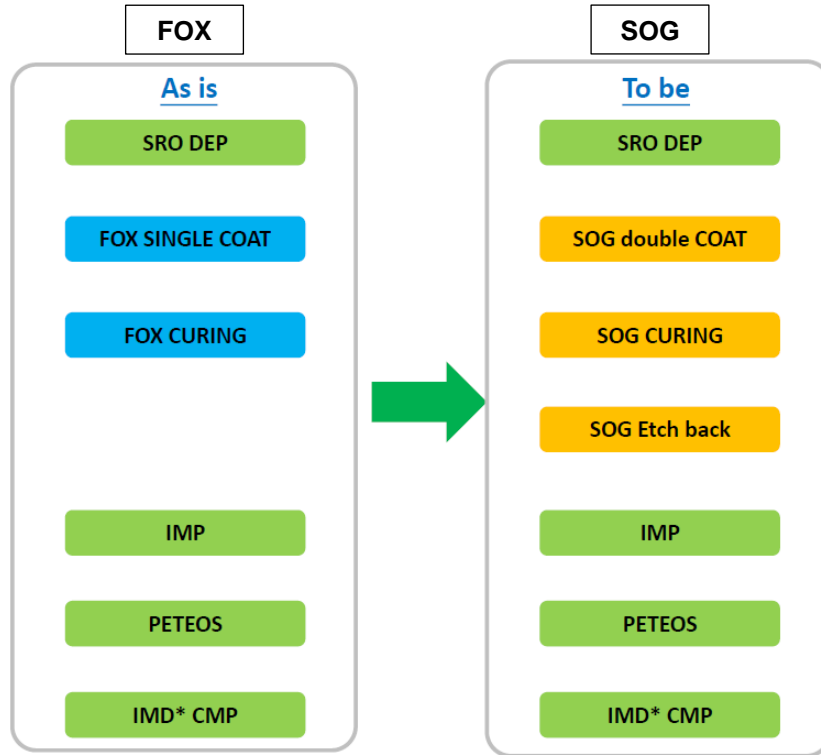 FOX
As is
SRO DEP
FOX SINGLE COAT
FOX CURING
IMP
PETEOS
IMD* CMP
SOG
To be
SRO DEP
SOG double COAT
SOG CURING
SOG Etch back
IMP
PETEOS
IMD* CMP